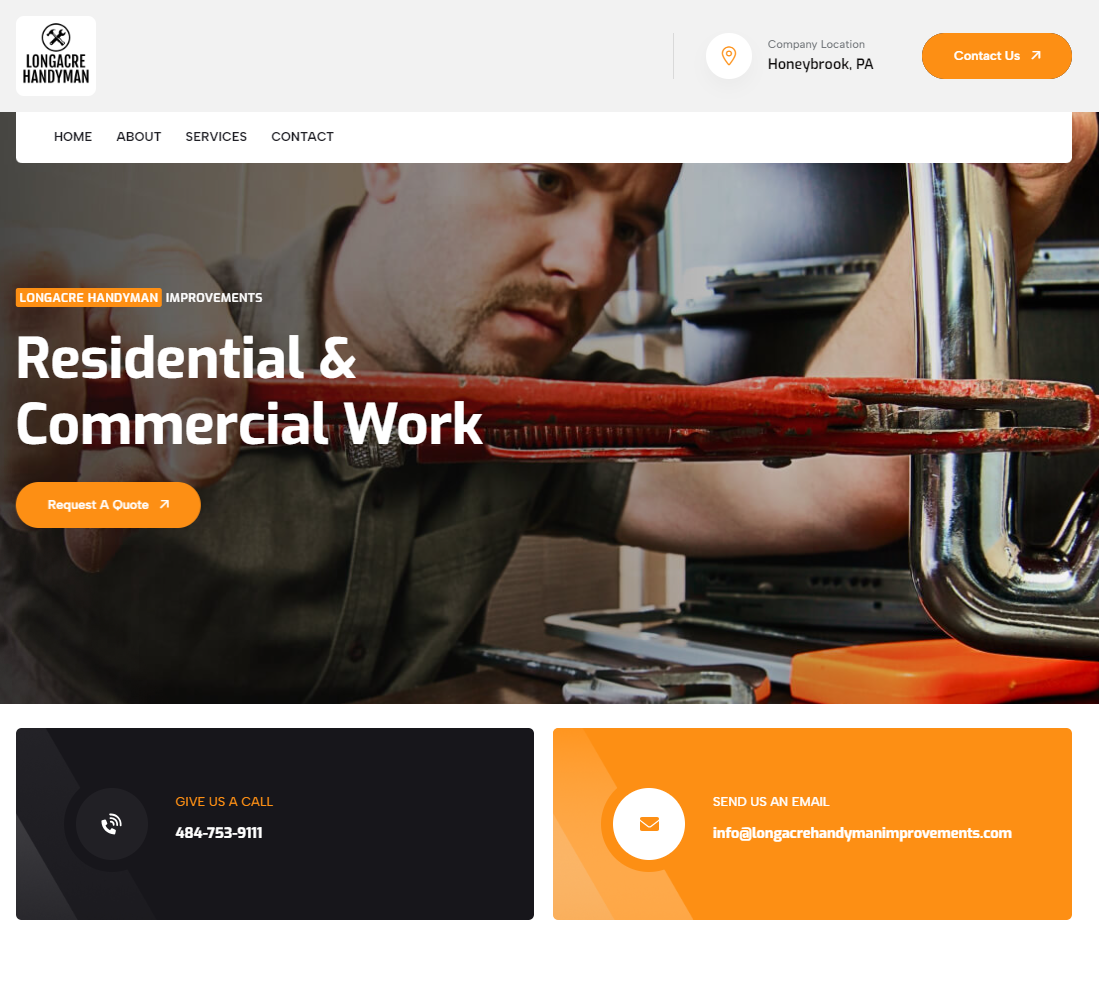 LONGACRE
HANDYMAN
Company Location
Honeybrook, PA
Contact Us
HOME ABOUT SERVICES CONTACT
LONGACRE HANDYMAN IMPROVEMENTS
Residential &
Commercial Work
Request A Quote
GIVE US A CALL
484-753-9111
SEND US AN EMAIL
info@longacrehandymanimprovements.com